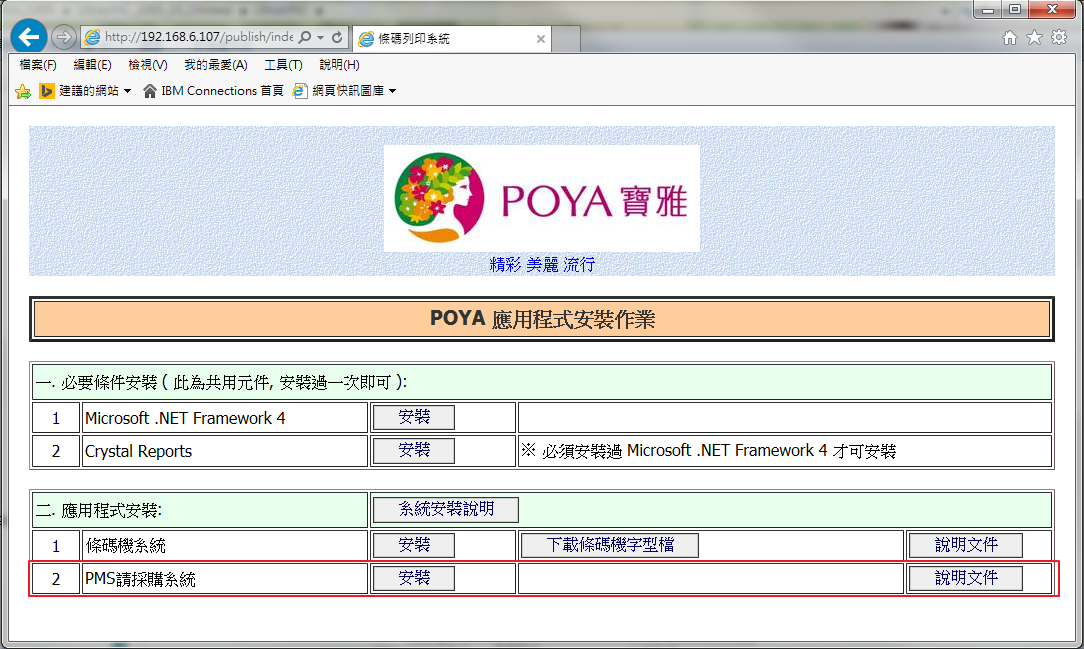 http://192.168.6.107/publish/inde
條碼列印系統
檔案(F) 編輯(E) 檢視(V) 我的最愛(A) 工具(T) 說明(H)
建議的網站 IBM Connections 首頁 網頁快訊圖庫
POYA 寶雅
精彩 美麗 流行
POYA 應用程式安裝作業
一. 必要條件安裝 ( 此為共用元件, 安裝過一次即可 ):
1 Microsoft .NET Framework 4 安裝
2 Crystal Reports 安裝 ※ 必須安裝過 Microsoft .NET Framework 4 才可安裝
二. 應用程式安裝: 系統安裝說明
1 條碼機系統 安裝 下載條碼機字型檔 說明文件
2 PMS請採購系統 安裝 說明文件